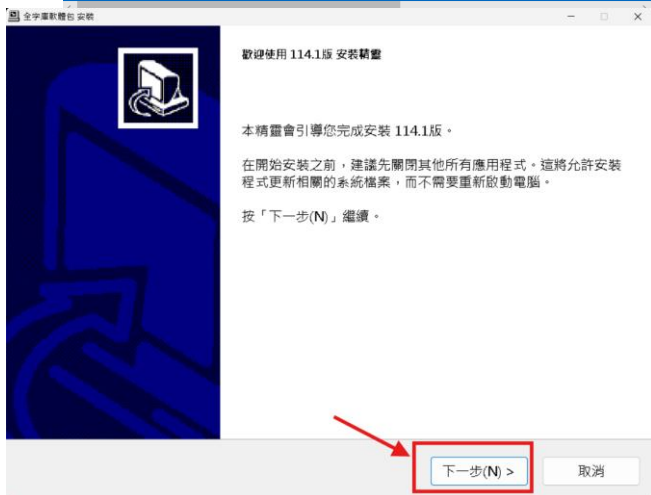 全字庫軟體包 安裝
歡迎使用 114.1版 安裝精靈
本精靈會引導您完成安裝 114.1版。
在開始安裝之前，建議先關閉其他所有應用程式。這將允許安裝
程式更新相關的系統檔案，而不需要重新啟動電腦。
按「下一步(N)」繼續。
下一步(N) >
取消